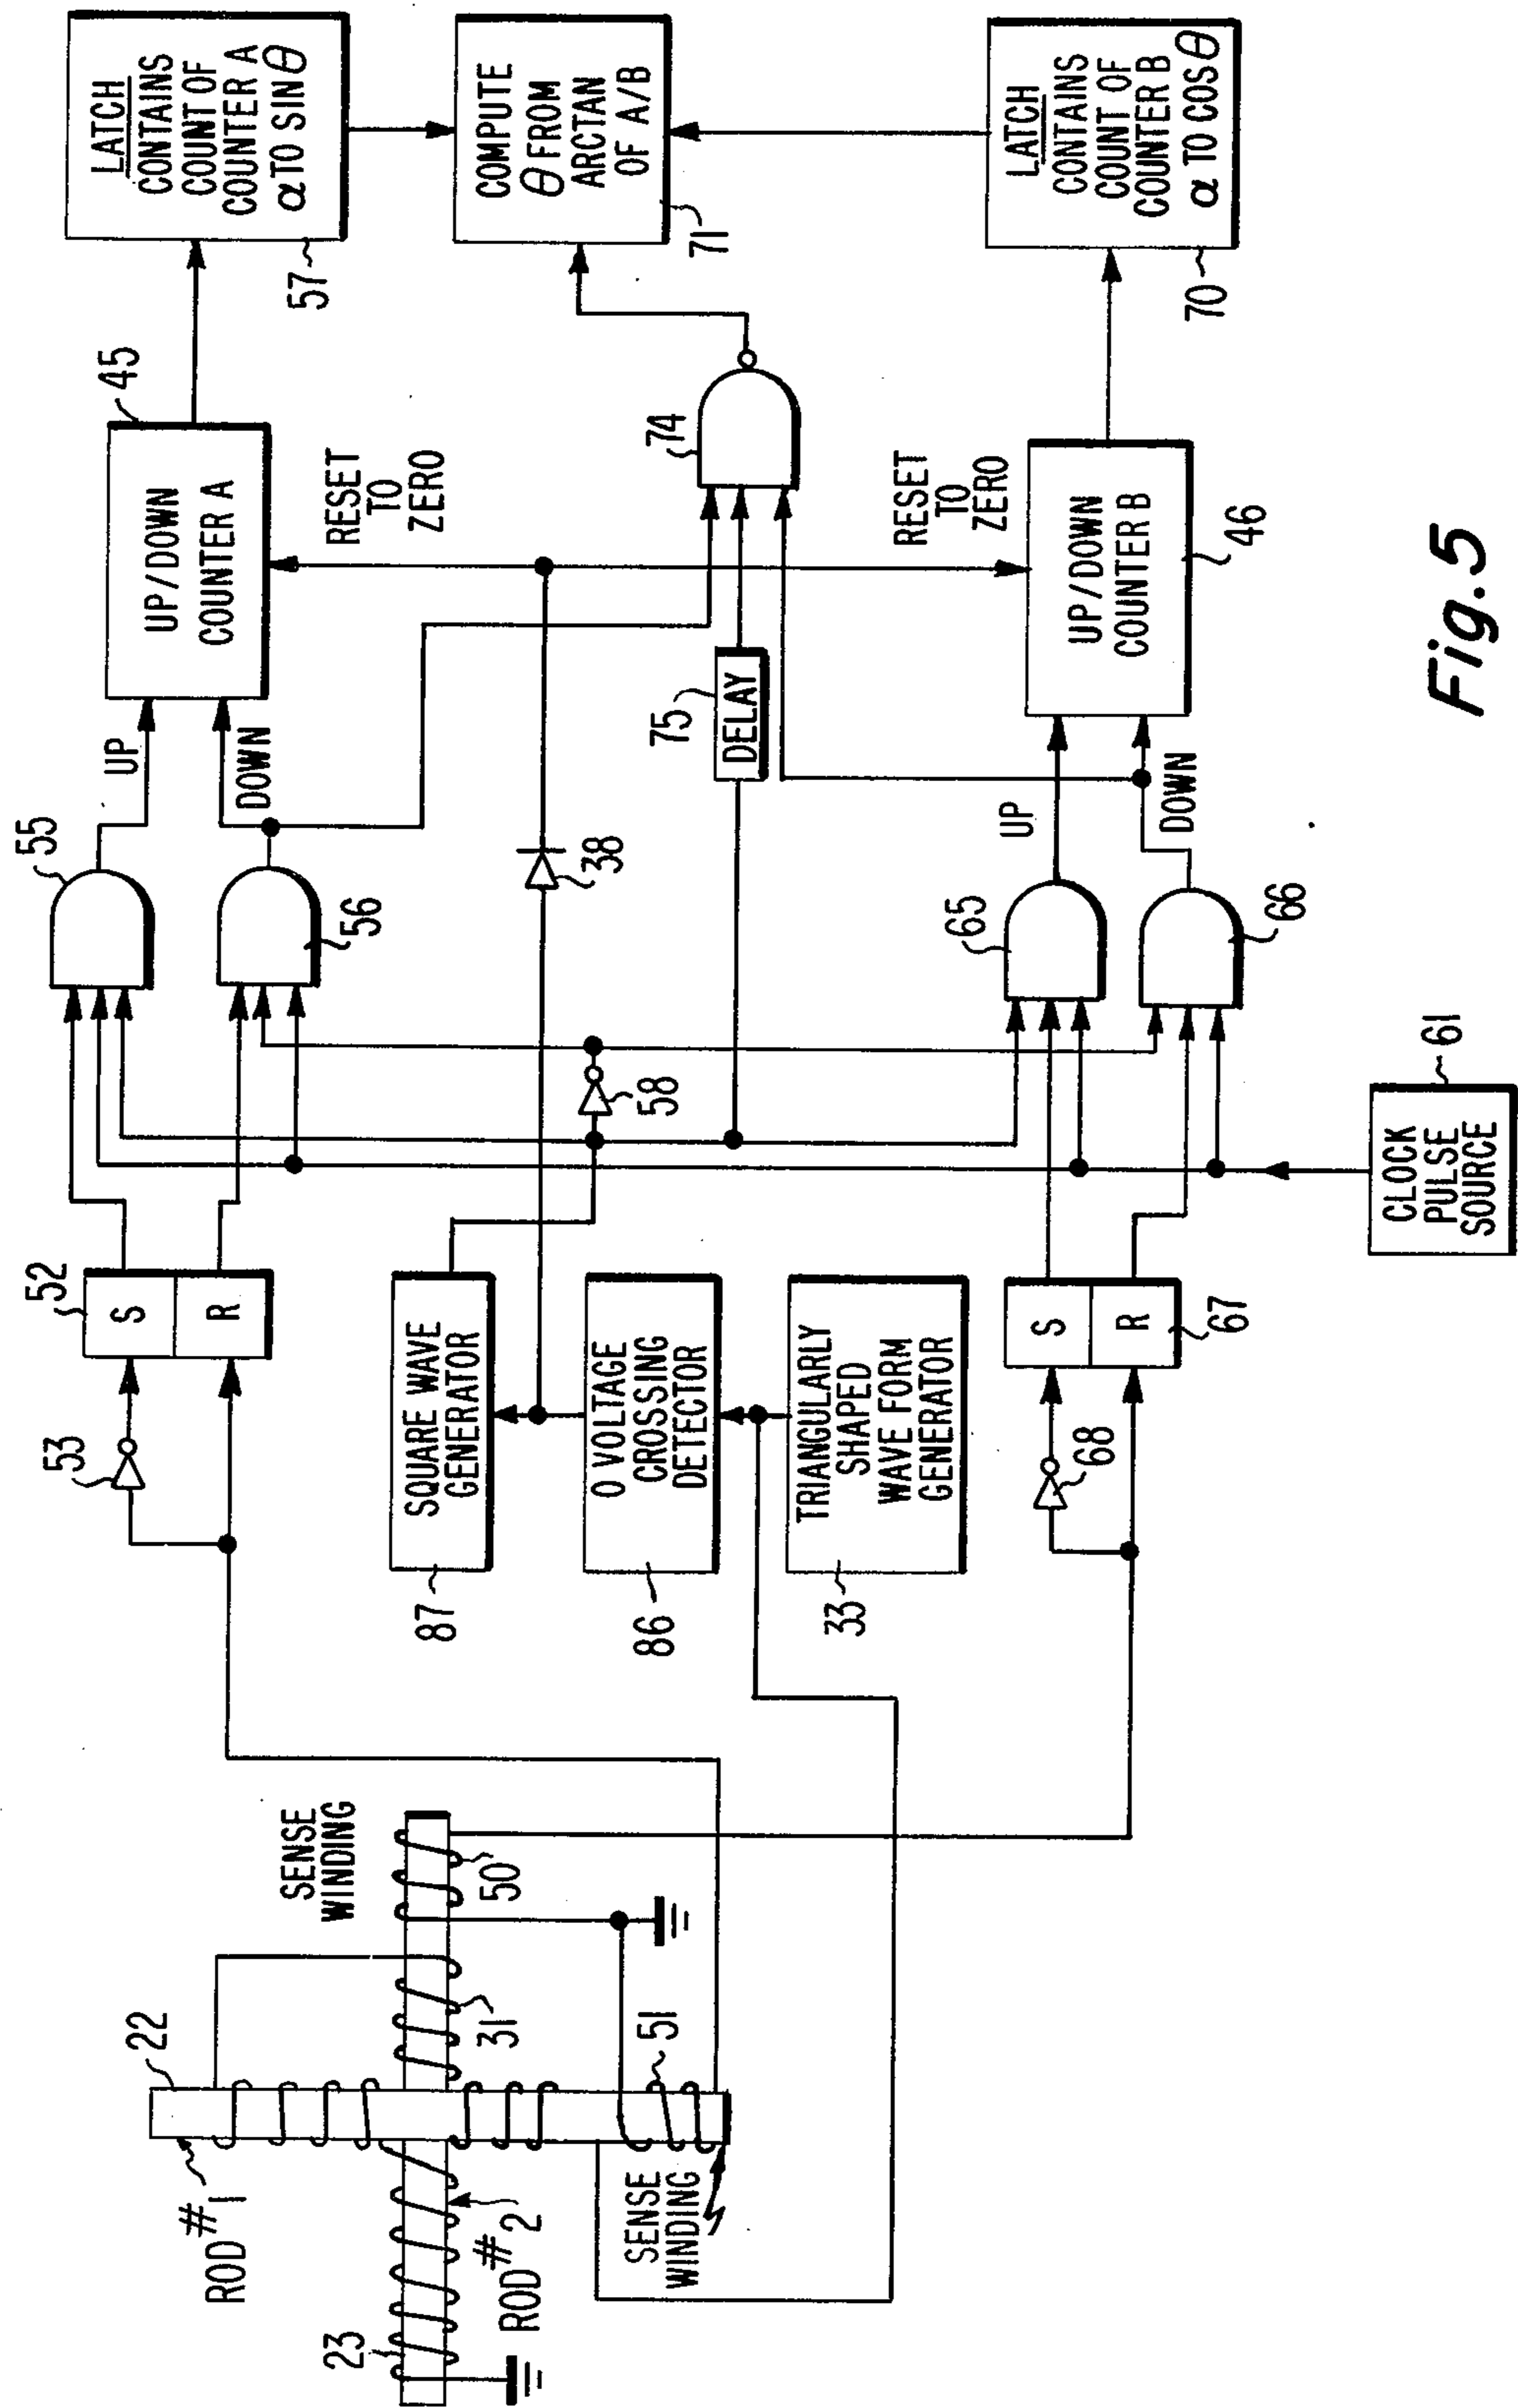 ROD #1
22
23
ROD #2
31
SENSE
WINDING
50
SENSE
WINDING
51
53
52
S
R
87
SQUARE WAVE
GENERATOR
86
0 VOLTAGE
CROSSING
DETECTOR
33
TRIANGULARLY
SHAPED
WAVE FORM
GENERATOR
68
S
R
67
CLOCK
PULSE
SOURCE
61
58
55
56
38
65
66
UP
DOWN
75
DELAY
UP
DOWN
45
UP/DOWN
COUNTER A
RESET
TO
ZERO
74
RESET
TO
ZERO
UP/DOWN
COUNTER B
46
57
LATCH
CONTAINS
COUNT OF
COUNTER A
α TO SIN θ
COMPUTE
θ FROM
ARCTAN
OF A/B
71
LATCH
CONTAINS
COUNT OF
COUNTER B
α TO COS θ
70
Fig. 5